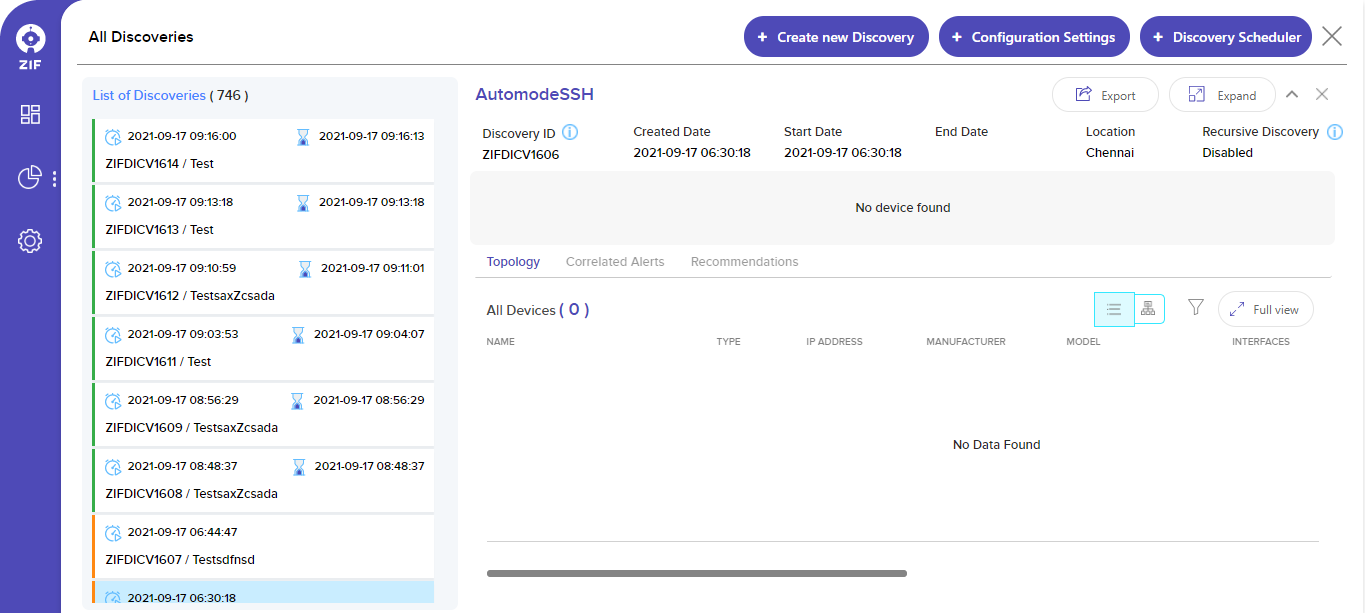 ZIF
All Discoveries
+ Create new Discovery
+ Configuration Settings
+ Discovery Scheduler
List of Discoveries ( 746 )
2021-09-17 09:16:00 2021-09-17 09:16:13
ZIFDICV1614 / Test
2021-09-17 09:13:18 2021-09-17 09:13:18
ZIFDICV1613 / Test
2021-09-17 09:10:59 2021-09-17 09:11:01
ZIFDICV1612 / TestsaxZcsada
2021-09-17 09:03:53 2021-09-17 09:04:07
ZIFDICV1611 / Test
2021-09-17 08:56:29 2021-09-17 08:56:29
ZIFDICV1609 / TestsaxZcsada
2021-09-17 08:48:37 2021-09-17 08:48:37
ZIFDICV1608 / TestsaxZcsada
2021-09-17 06:44:47
ZIFDICV1607 / Testsdfnsd
2021-09-17 06:30:18
AutomodeSSH
Export
Expand
Discovery ID Created Date Start Date End Date Location Recursive Discovery
ZIFDICV1606 2021-09-17 06:30:18 2021-09-17 06:30:18 Chennai Disabled
No device found
Topology Correlated Alerts Recommendations
All Devices ( 0 )
Full view
NAME TYPE IP ADDRESS MANUFACTURER MODEL INTERFACES
No Data Found